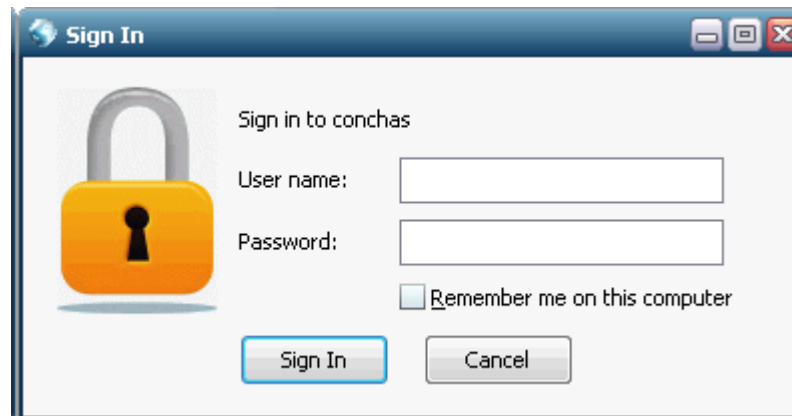 Sign In
Sign in to conchas
User name:
Password:
Remember me on this computer
Sign In Cancel